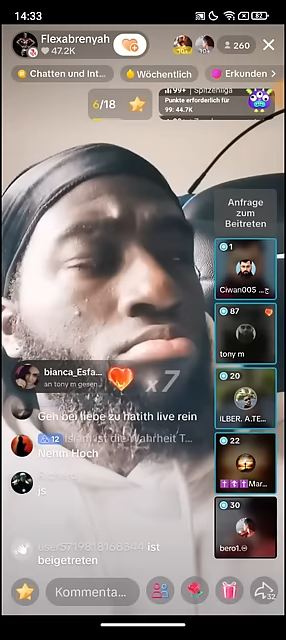 14:33
82
Flexabrenyah
47.2K
260
Chatten und Int...
Wöchentlich
Erkunden >
6/18
99+ | Spitzenliga
Punkte erforderlich für
99: 44.7K
Anfrage
zum
Beitreten
1
Ciwan005
87
tony m
20
ILBER. A.TE...
22
Mar...
30
bero1.
bianca_Esfa...
an tony m gesen
x7
Geh bei liebe zu hatith live rein
12 Islam ist die Wahrheit T...
Nehm Hoch
js
user5719818168344 ist
beigetreten
Kommenta...
32